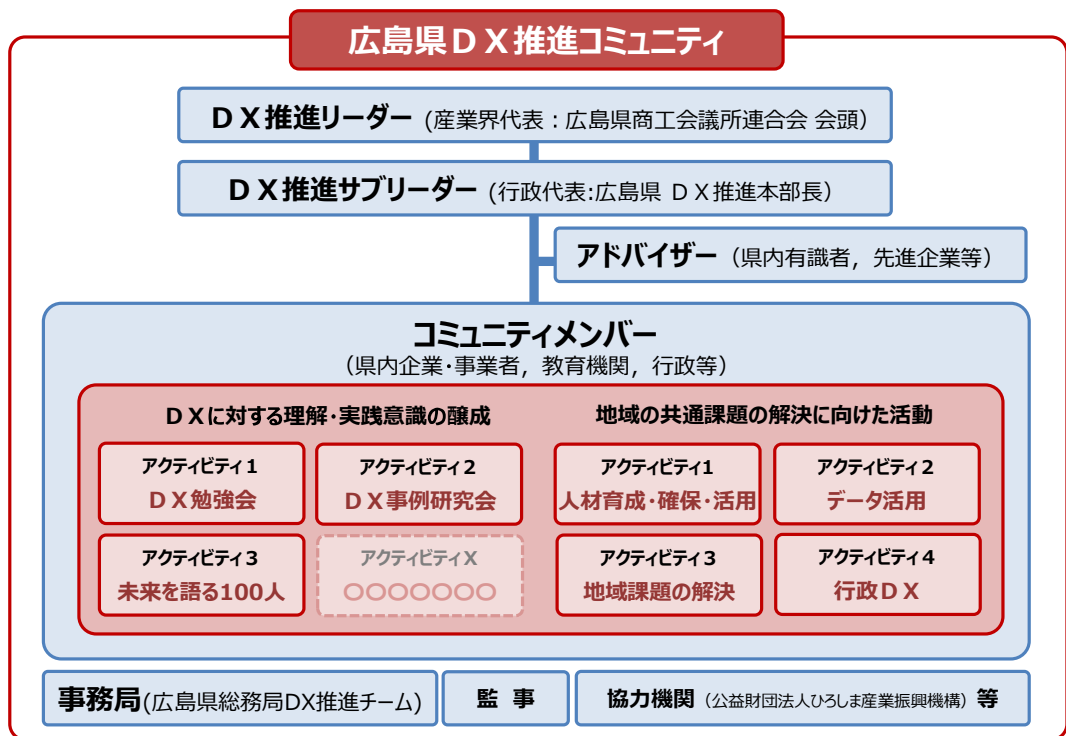 広島県ＤＸ推進コミュニティ
ＤＸ推進リーダー（産業界代表：広島県商工会議所連合会 会頭）
ＤＸ推進サブリーダー（行政代表:広島県 ＤＸ推進本部長）
アドバイザー（県内有識者，先進企業等）
コミュニティメンバー
（県内企業・事業者，教育機関，行政等）
ＤＸに対する理解・実践意識の醸成
アクティビティ１
ＤＸ勉強会
アクティビティ２
ＤＸ事例研究会
アクティビティ３
未来を語る100人
アクティビティＸ
〇〇〇〇〇〇〇
地域の共通課題の解決に向けた活動
アクティビティ１
人材育成・確保・活用
アクティビティ２
データ活用
アクティビティ３
地域課題の解決
アクティビティ４
行政ＤＸ
事務局(広島県総務局DX推進チーム)
監 事
協力機関（公益財団法人ひろしま産業振興機構）等